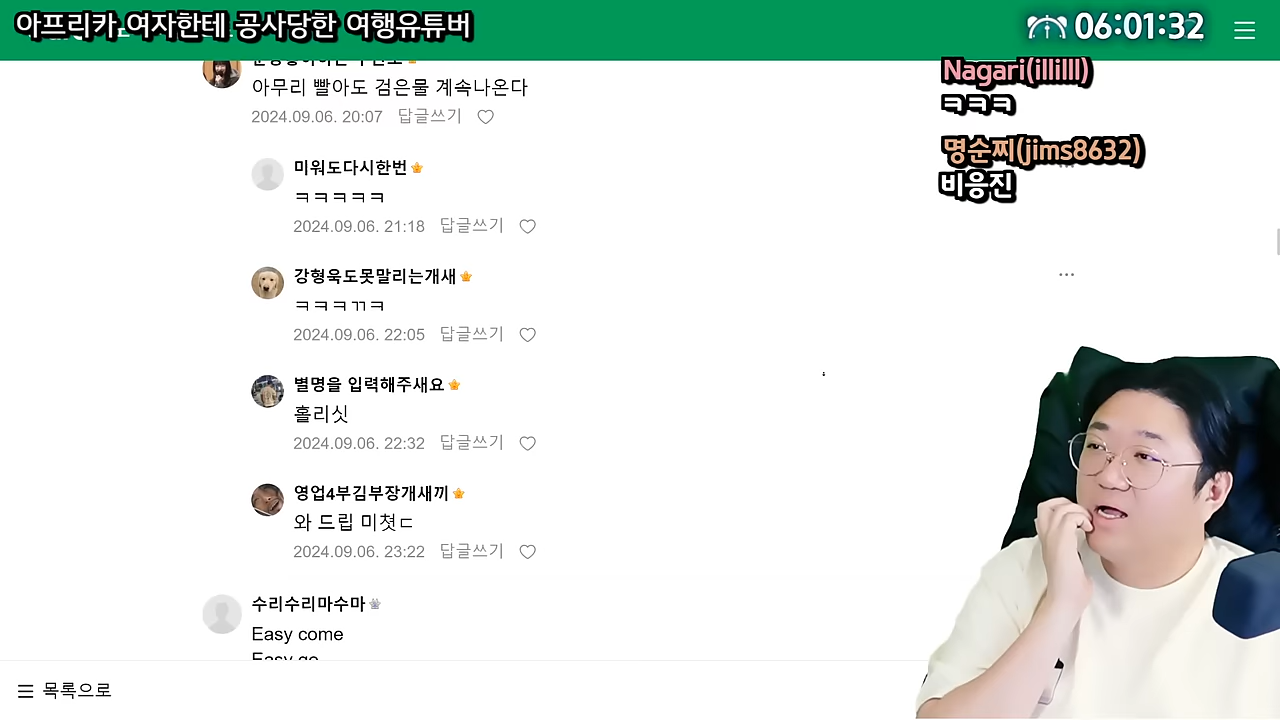 아프리카 여자한테 공사당한 여행유튜버
06:01:32
아무리 빨아도 검은물 계속나온다
2024.09.06. 20:07 답글쓰기
미워도다시한번
ㅋㅋㅋㅋㅋ
2024.09.06. 21:18 답글쓰기
강형욱도못말리는개새
ㅋㅋㅋㄲㅋ
2024.09.06. 22:05 답글쓰기
별명을 입력해주새요
홀리싯
2024.09.06. 22:32 답글쓰기
영업4부김부장개새끼
와 드립 미쳣ㄷ
2024.09.06. 23:22 답글쓰기
수리수리마수마
Easy come
Easy go
목록으로
Nagari(illilll)
ㅋㅋㅋ
명순찌(jims8632)
비응진